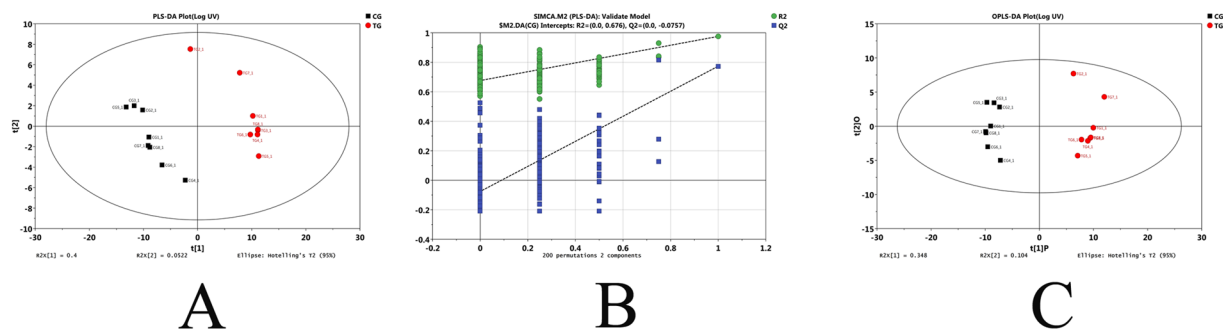 PLS-DA Plot(Log UV)
CG
TG
10
8
6
4
2
0
-2
-4
-6
-8
-10
t[2]
-30
-20
-10
0
10
20
30
t[1]
R2X[1] = 0.4
R2X[2] = 0.0522
Ellipse: Hotelling's T2 (95%)
A
SIMCA.M2 (PLS-DA): Validate Model
$M2.DA(CG) Intercepts: R2=(0.0, 0.676), Q2=(0.0, -0.0757)
R2
Q2
1
0.8
0.6
0.4
0.2
0
0.2
0.4
-0.2
0
0.2
0.4
0.6
0.8
1
1.2
200 permutations 2 components
B
OPLS-DA Plot(Log UV)
CG
TG
15
10
5
0
-5
-10
-15
t[2]O
-30
-20
-10
0
10
20
30
t[1]P
R2X[1] = 0.348
R2X[2] = 0.104
Ellipse: Hotelling's T2 (95%)
C